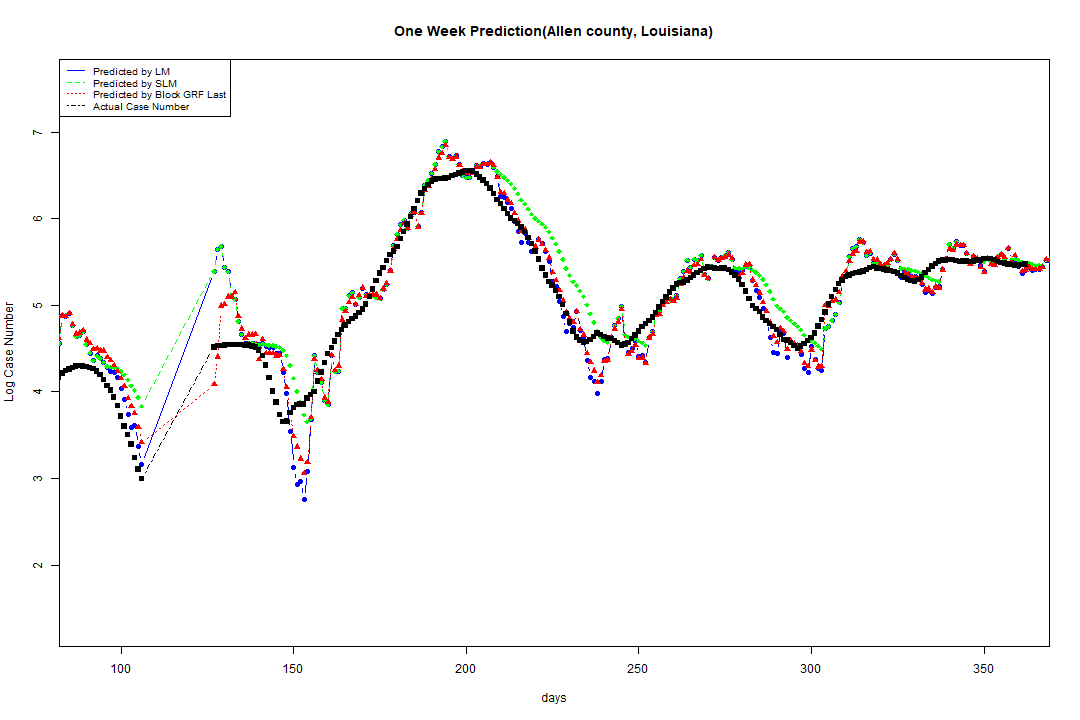 One Week Prediction(Allen county, Louisiana)
Predicted by LM
Predicted by SLM
Predicted by Block GRF Last
Actual Case Number
Log Case Number
7
6
5
4
3
2
100 150 200 250 300 350
days